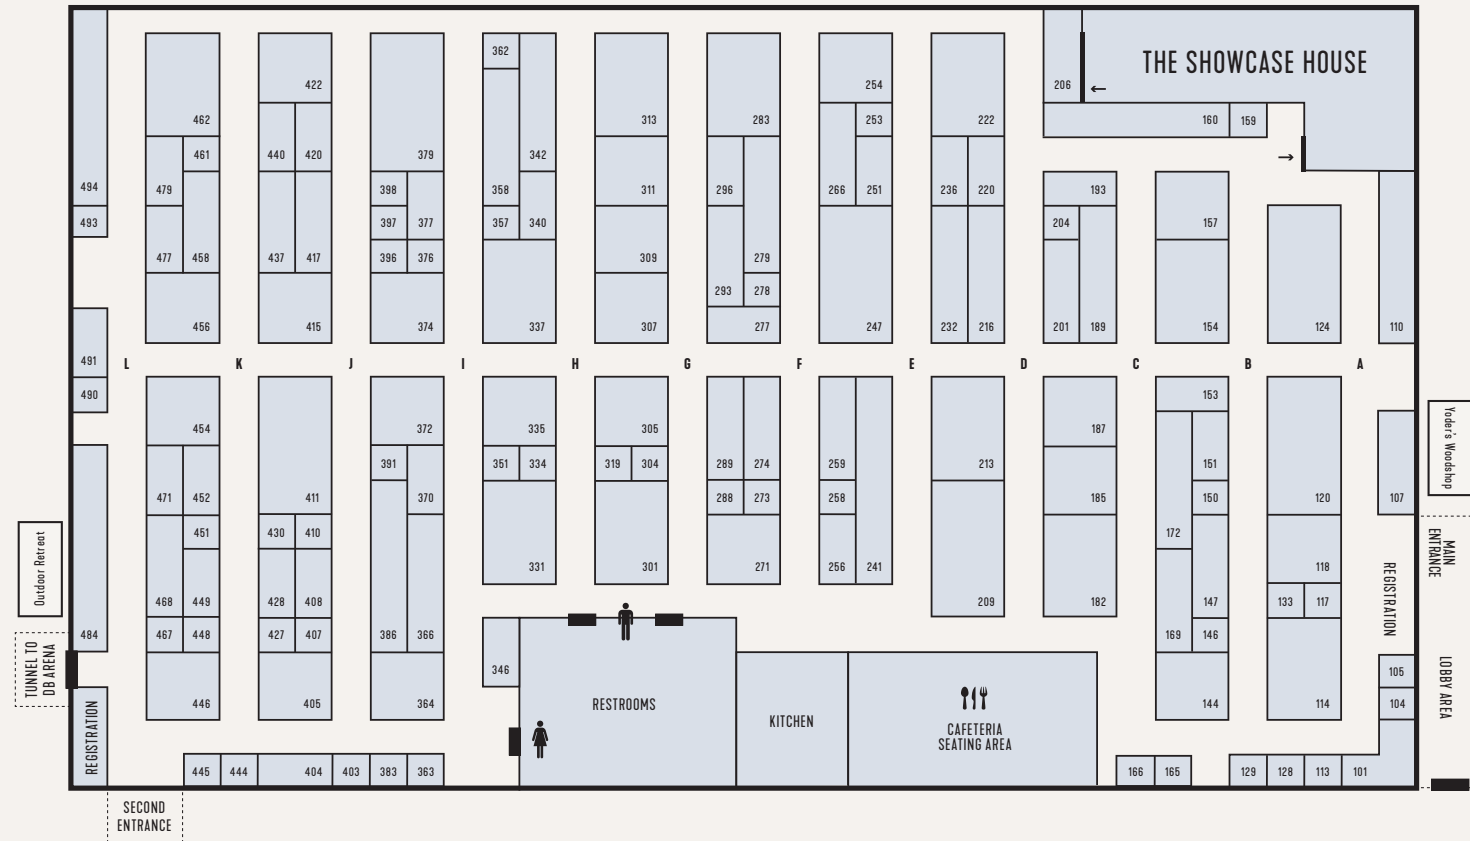 THE SHOWCASE HOUSE
362
422 254 206 ←
462 313 283 253 222 160 159
461 440 420 379 342 →
494 479 398 358 311 296 266 251 236 220 193
493 397 377 357 340 204 157
477 458 437 417 396 376 309 279
293 278
456 415 374 337 307 277 247 232 216 201 189 154 124 110
491 L K J I H G F E D C B A
490 153
454 372 335 305 187
391 351 334 319 304 289 274 259 213 151
471 452 411 370 288 273 258 185 150 120 107
Yoder's Woodshop
451 430 410 172
MAIN
ENTRANCE
Outdoor Retreat
331 301 271 256 241 118
468 449 428 408 209 182 147 133 117
REGISTRATION
484 467 448 427 407 386 366 169 146
TUNNEL TO
DB ARENA
346 105
446 405 364 RESTROOMS 144 114 104
LOBBY AREA
KITCHEN
CAFETERIA
SEATING AREA
REGISTRATION
445 444 404 403 383 363 166 165 129 128 113 101
SECOND
ENTRANCE